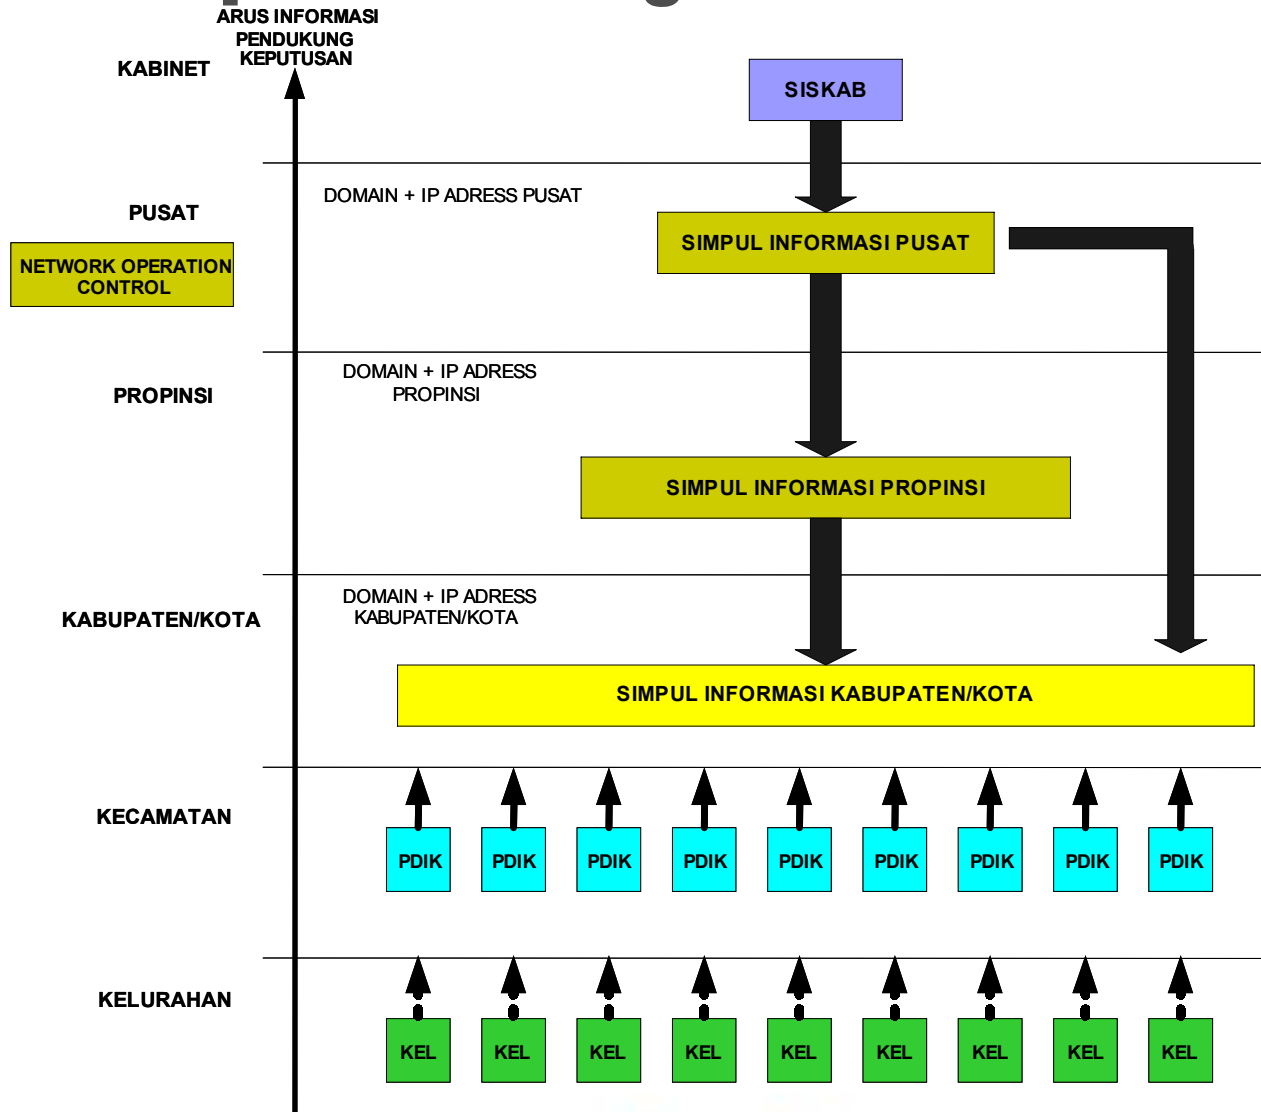 ARUS INFORMASI
PENDUKUNG
KEPUTUSAN
KABINET
SISKAB
PUSAT
DOMAIN + IP ADRESS PUSAT
SIMPUL INFORMASI PUSAT
NETWORK OPERATION
CONTROL
PROPINSI
DOMAIN + IP ADRESS
PROPINSI
SIMPUL INFORMASI PROPINSI
KABUPATEN/KOTA
DOMAIN + IP ADRESS
KABUPATEN/KOTA
SIMPUL INFORMASI KABUPATEN/KOTA
KECAMATAN
PDIK PDIK PDIK PDIK PDIK PDIK PDIK PDIK PDIK
KELURAHAN
KEL KEL KEL KEL KEL KEL KEL KEL KEL